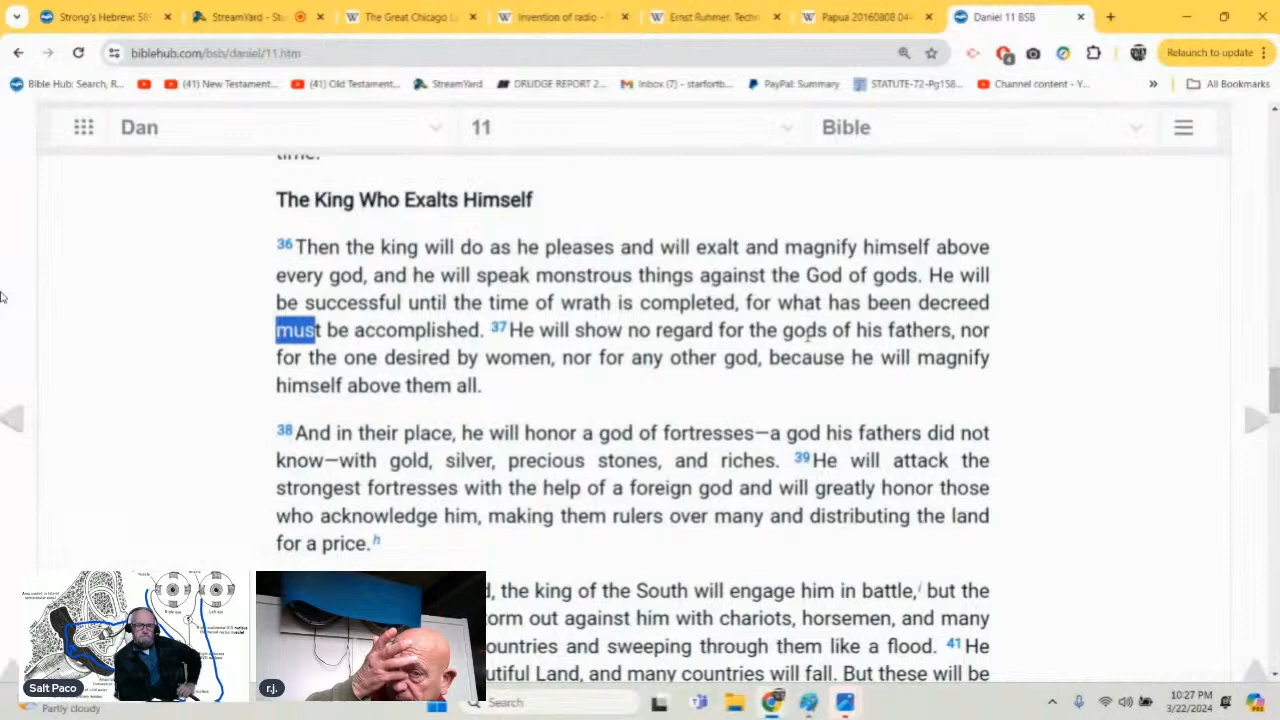 Strong's Hebrew: 58
StreamYard - St
The Great Chicago
Invention of radio -
Ernst Ruhmer. Techn
Papua 20160808 04
Daniel 11 BSB
biblehub.com/bsb/daniel/11.htm
Relaunch to update
Bible Hub: Search, R...
(41) New Testament...
(41) Old Testament...
StreamYard
DRUDGE REPORT 2...
Inbox (7) - starfortb...
PayPal: Summary
STATUTE-72-Pg158...
Channel content - Y...
All Bookmarks
Dan
11
Bible
time.
The King Who Exalts Himself
36 Then the king will do as he pleases and will exalt and magnify himself above
every god, and he will speak monstrous things against the God of gods. He will
be successful until the time of wrath is completed, for what has been decreed
must be accomplished. 37 He will show no regard for the gods of his fathers, nor
for the one desired by women, nor for any other god, because he will magnify
himself above them all.
38 And in their place, he will honor a god of fortresses—a god his fathers did not
know—with gold, silver, precious stones, and riches. 39 He will attack the
strongest fortresses with the help of a foreign god and will greatly honor those
who acknowledge him, making them rulers over many and distributing the land
for a price. h
the king of the South will engage him in battle, i but the
orm out against him with chariots, horsemen, and many
ountries and sweeping through them like a flood. 41 He
utiful Land, and many countries will fall. But these will be
Right eye
Left eye
Salt Paco
r.j.
Partly cloudy
Search
10:27 PM
3/22/2024